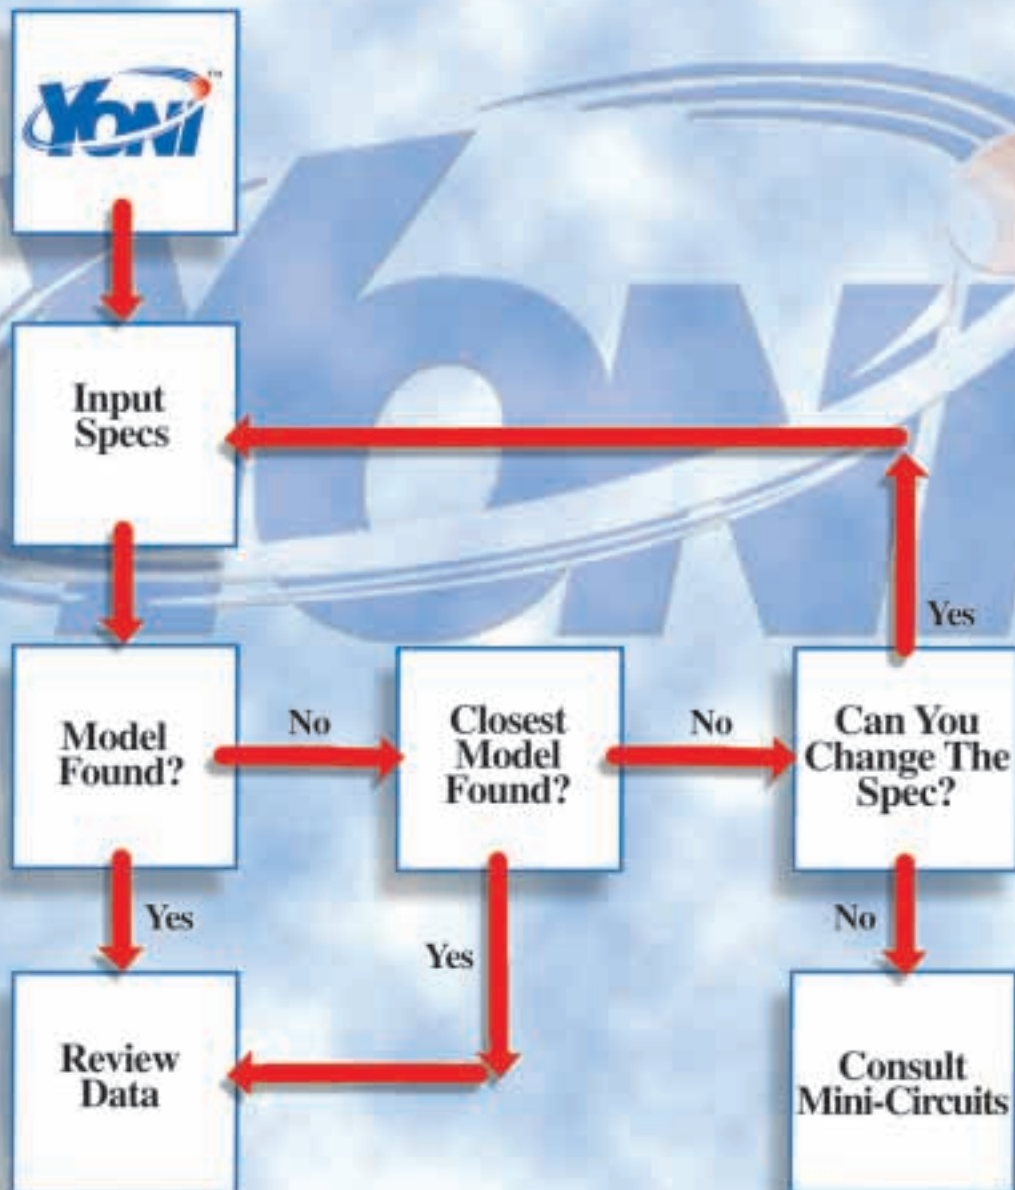 YONI™
Input
Specs
Yes
Model
Found?
No
Closest
Model
Found?
No
Can You
Change The
Spec?
Yes
Yes
No
Review
Data
Consult
Mini-Circuits
YONI